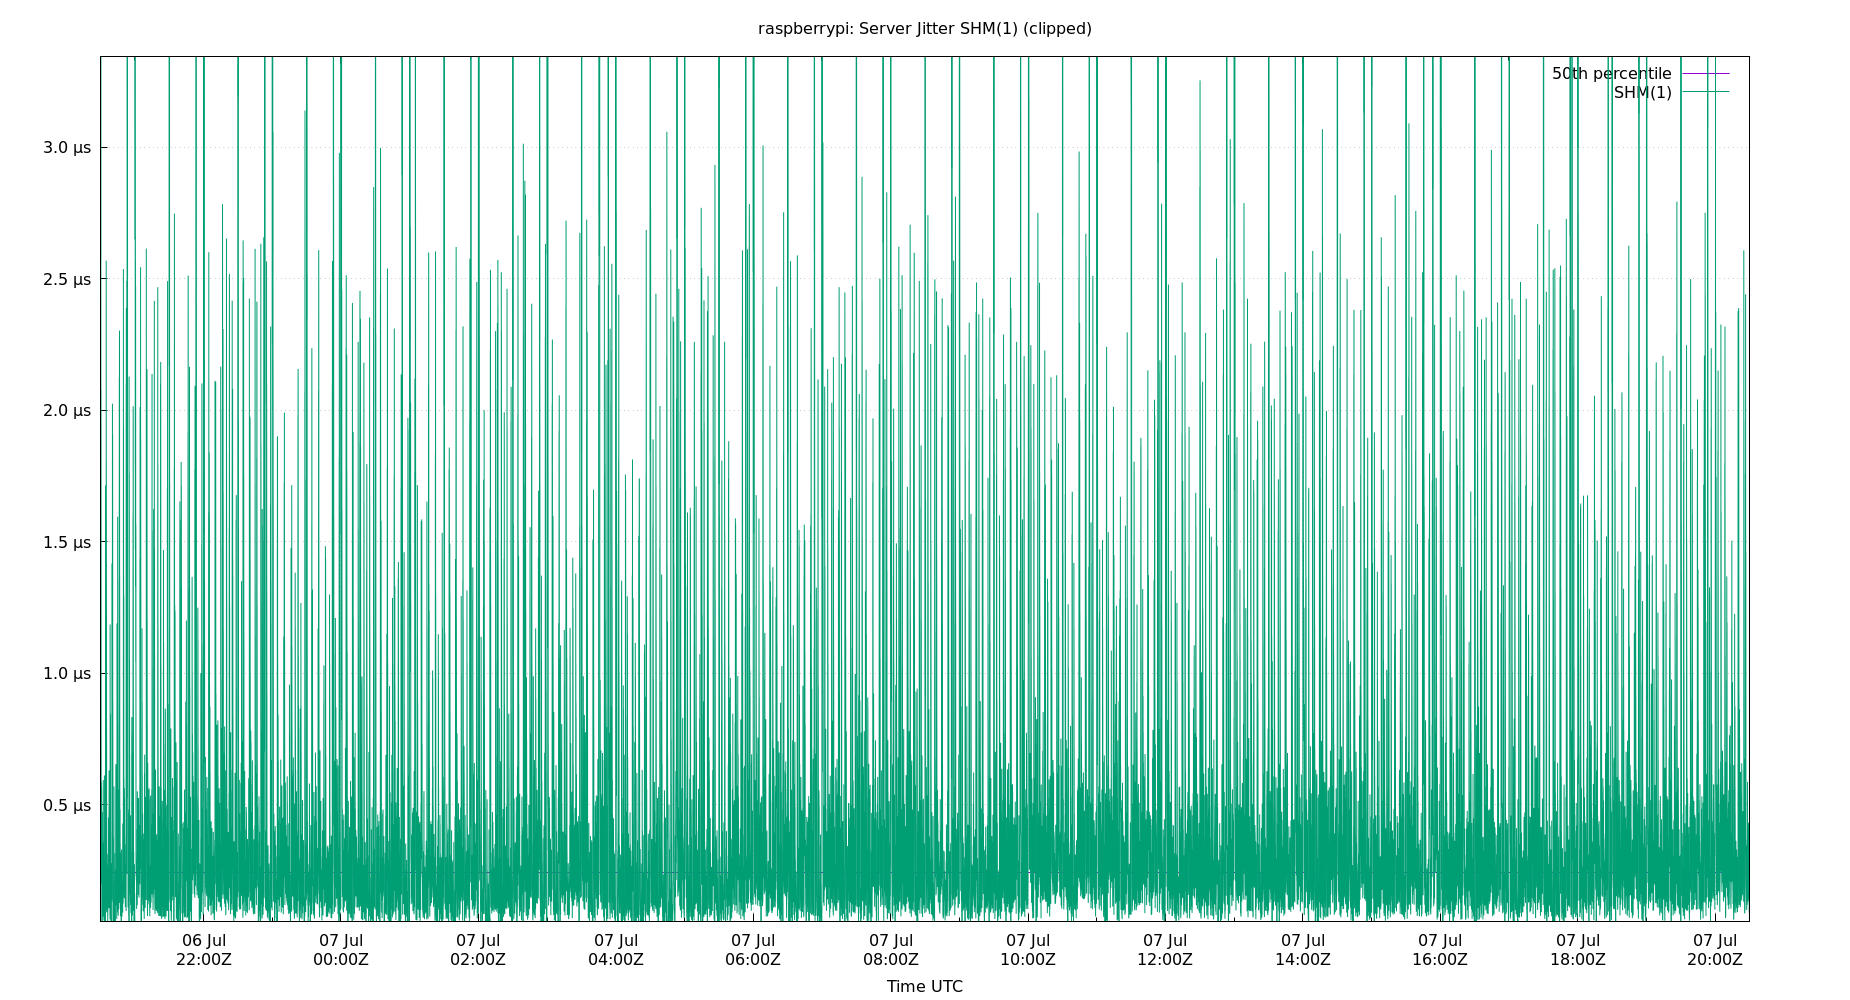 raspberrypi: Server Jitter SHM(1) (clipped)
50th percentile
SHM(1)
3.0 μs
2.5 μs
2.0 μs
1.5 μs
1.0 μs
0.5 μs
06 Jul 07 Jul 07 Jul 07 Jul 07 Jul 07 Jul 07 Jul 07 Jul 07 Jul 07 Jul 07 Jul 07 Jul
22:00Z 00:00Z 02:00Z 04:00Z 06:00Z 08:00Z 10:00Z 12:00Z 14:00Z 16:00Z 18:00Z 20:00Z
Time UTC